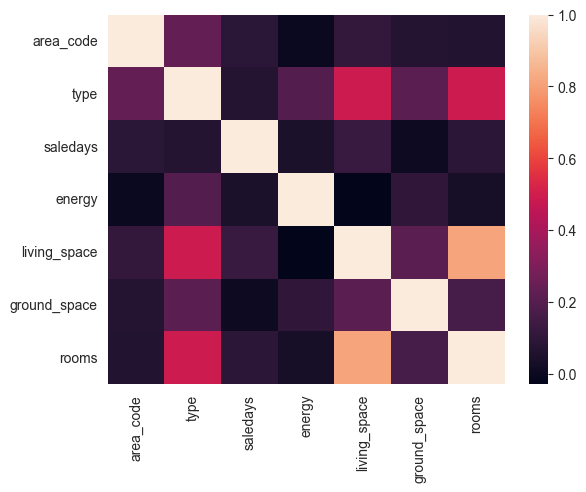 area_code
type
saledays
energy
living_space
ground_space
rooms
area_code
type
saledays
energy
living_space
ground_space
rooms
1.0
0.8
0.6
0.4
0.2
0.0